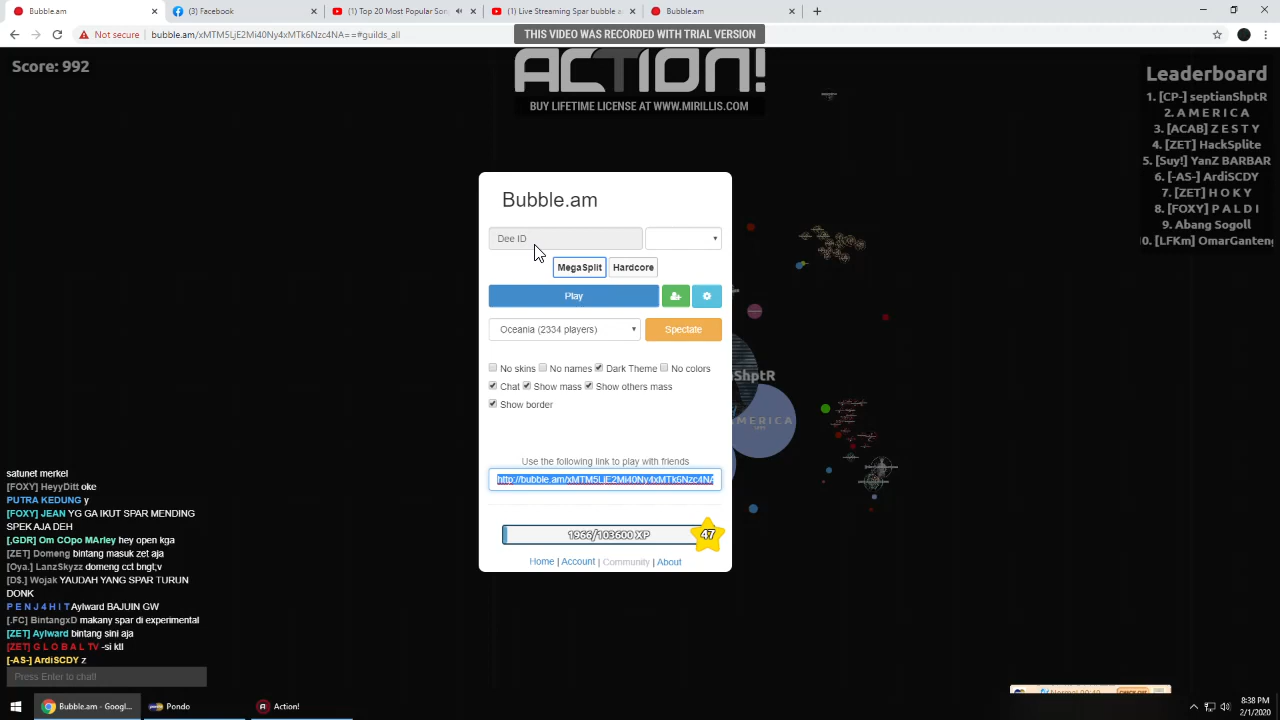 Bubble.am
(3) Facebook
(1) Top 20 Most Popular Son
(1) Live Streaming Spar bubble a
Bubble.am
Not secure
bubble.am/xMTM5LjE2Mi40Ny4xMTk6Nzc4NA==#guilds_all
THIS VIDEO WAS RECORDED WITH TRIAL VERSION
ACTION!
BUY LIFETIME LICENSE AT WWW.MIRILLIS.COM
Score: 992
Leaderboard
1. [CP-] septianShptR
2. A M E R I C A
3. [ACAB] Z E S T Y
4. [ZET] HackSplite
5. [Suy!] YanZ BARBAR
6. [-AS-] ArdiSCDY
7. [ZET] H O K Y
8. [FOXY] P A L D I
9. Abang Sogoll
10. [LFKm] OmarGanteng
Bubble.am
Dee ID
MegaSplit
Hardcore
Play
Oceania (2334 players)
Spectate
No skins
No names
Dark Theme
No colors
Chat
Show mass
Show others mass
Show border
Use the following link to play with friends
http://bubble.am/xMTM5LjE2Mi40Ny4xMTk6Nzc4NA
1966/103600 XP
47
Home | Account | Community | About
ShptR
AMERICA
satunet merkel
[FOXY] HeyyDitt oke
PUTRA KEDUNG y
[FOXY] JEAN YG GA IKUT SPAR MENDING
SPEK AJA DEH
[,GDR] Om COpo MArley hey open kga
[ZET] Domeng bintang masuk zet aja
[Oya,] LanzSkyzz domeng cct bngt;v
[D$.] Wojak YAUDAH YANG SPAR TURUN
DONK
P E N J 4 H I T Aylward BAJUIN GW
[.FC] BintangxD makany spar di experimental
[ZET] Aylward bintang sini aja
[ZET] G L O B A L TV -si ktl
[-AS-] ArdiSCDY z
Press Enter to chat!
Bubble.am - Googl...
Pondo
Action!
8:38 PM
2/1/2020